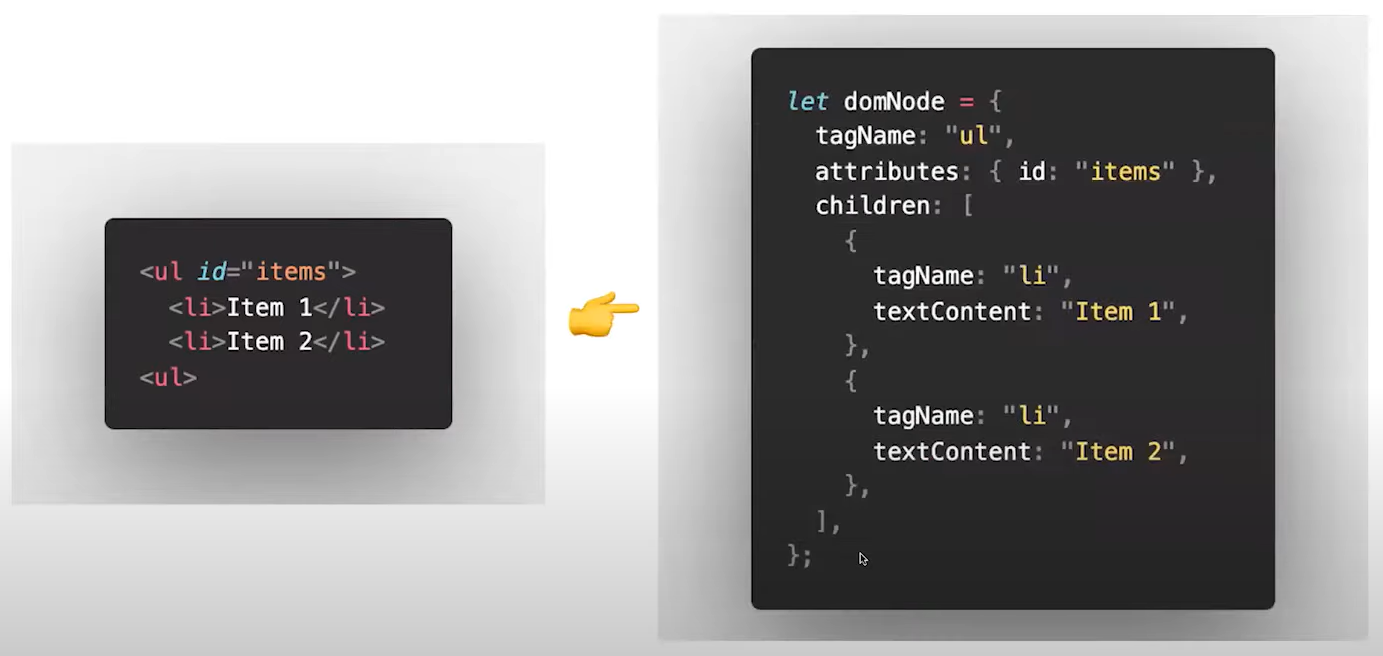 <ul id="items">
  <li>Item 1</li>
  <li>Item 2</li>
<ul>
let domNode = {
  tagName: "ul",
  attributes: { id: "items" },
  children: [
    {
      tagName: "li",
      textContent: "Item 1",
    },
    {
      tagName: "li",
      textContent: "Item 2",
    },
  ],
};